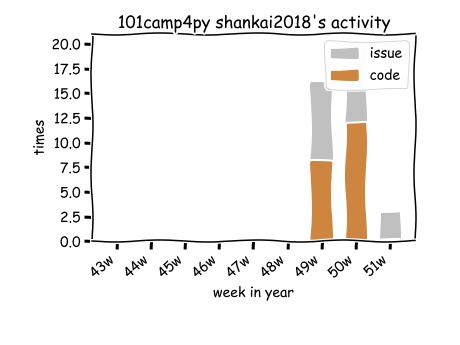 101camp4py shankai2018's activity
20.0
17.5
15.0
12.5
10.0
7.5
5.0
2.5
0.0
times
issue
code
43w 44w 45w 46w 47w 48w 49w 50w 51w
week in year